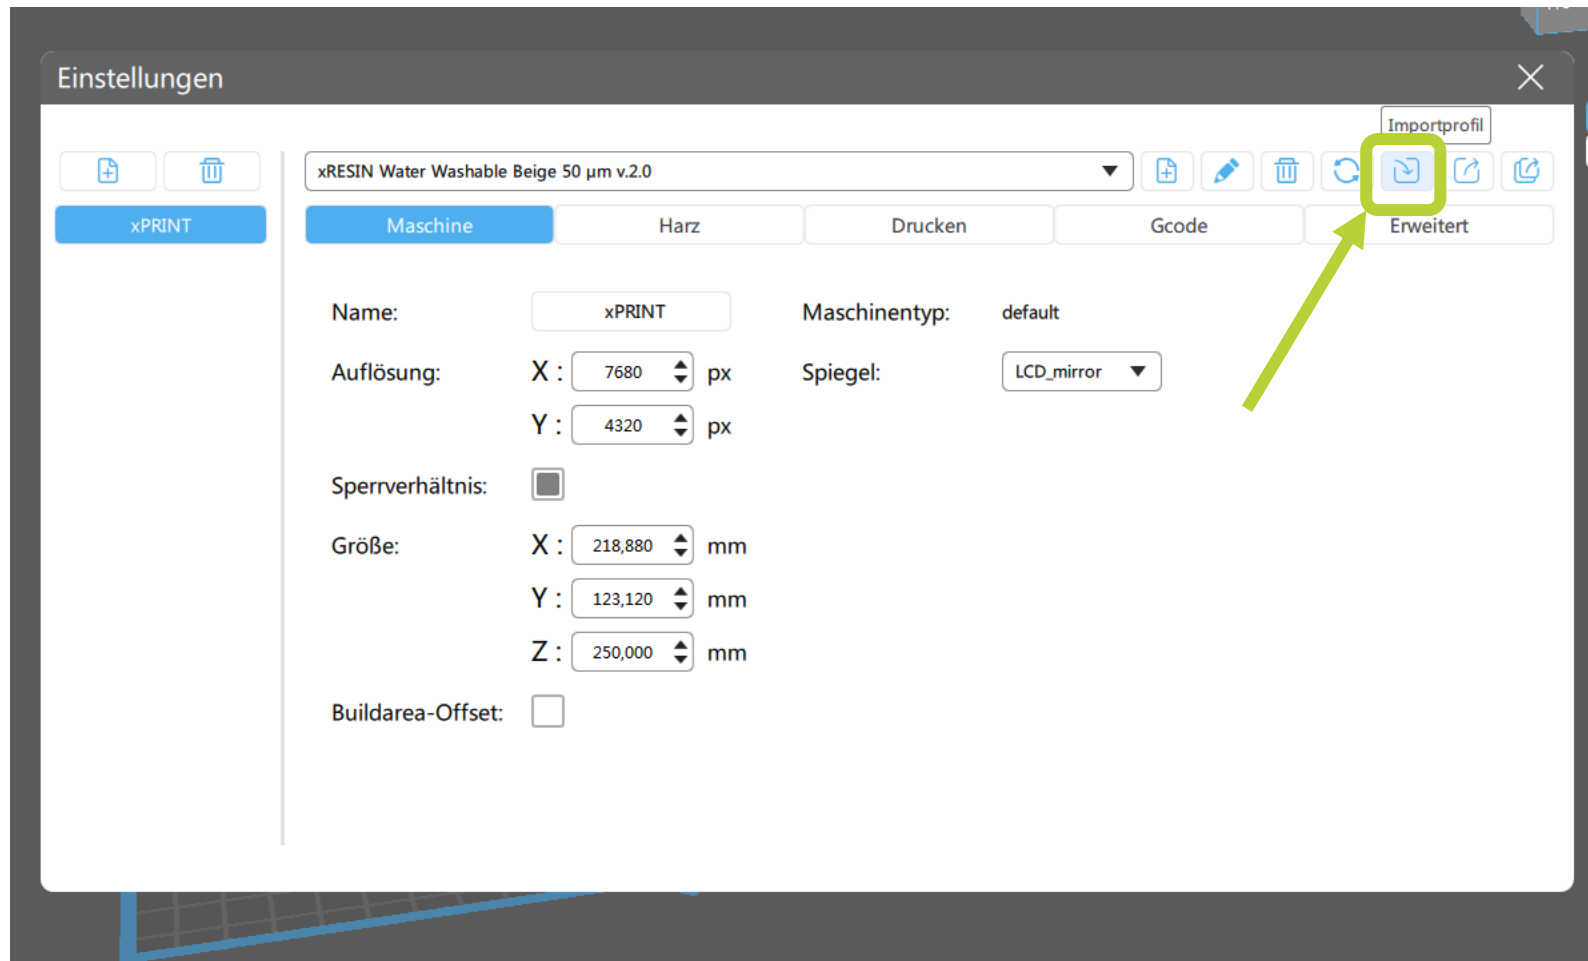 Einstellungen
Importprofil
xRESIN Water Washable Beige 50 µm v.2.0
xPRINT
Maschine Harz Drucken Gcode Erweitert
Name: xPRINT Maschinentyp: default
Auflösung: X : 7680 px Spiegel: LCD_mirror
Y : 4320 px
Sperrverhältnis:
Größe: X : 218,880 mm
Y : 123,120 mm
Z : 250,000 mm
Buildarea-Offset: